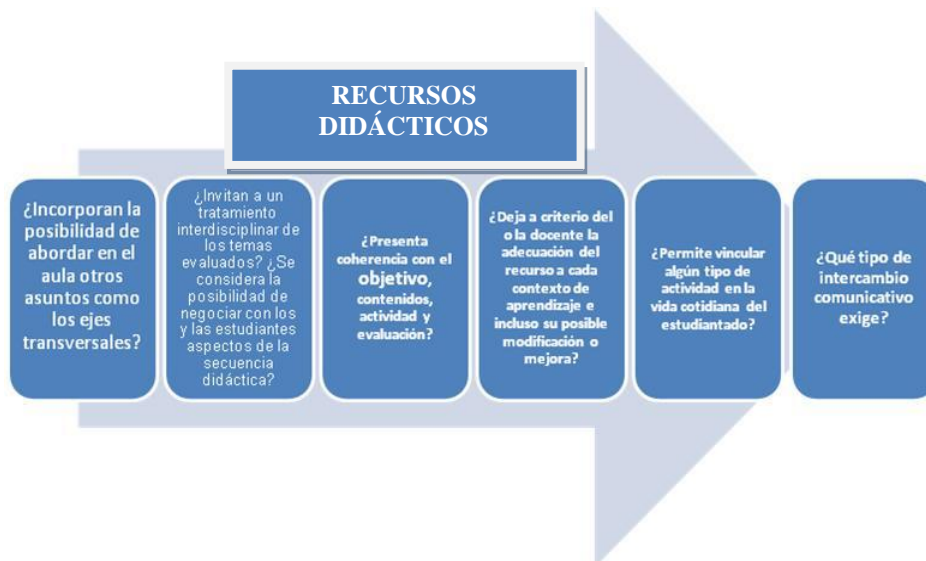 RECURSOS
DIDÁCTICOS
¿Incorporan la
posibilidad de
abordar en el
aula otros
asuntos como
los ejes
transversales?
¿Invitan a un
tratamiento
interdisciplinar de
los temas
evaluados? ¿Se
considera la
posibilidad de
negociar con los
y las estudiantes
aspectos de la
secuencia
didáctica?
¿Presenta
coherencia con el
objetivo,
contenidos,
actividad y
evaluación?
¿Deja a criterio del
o la docente la
adecuación del
recurso a cada
contexto de
aprendizaje e
incluso su posible
modificación o
mejora?
¿Permite vincular
algún tipo de
actividad en la
vida cotidiana del
estudiantado?
¿Qué tipo de
intercambio
comunicativo
exige?